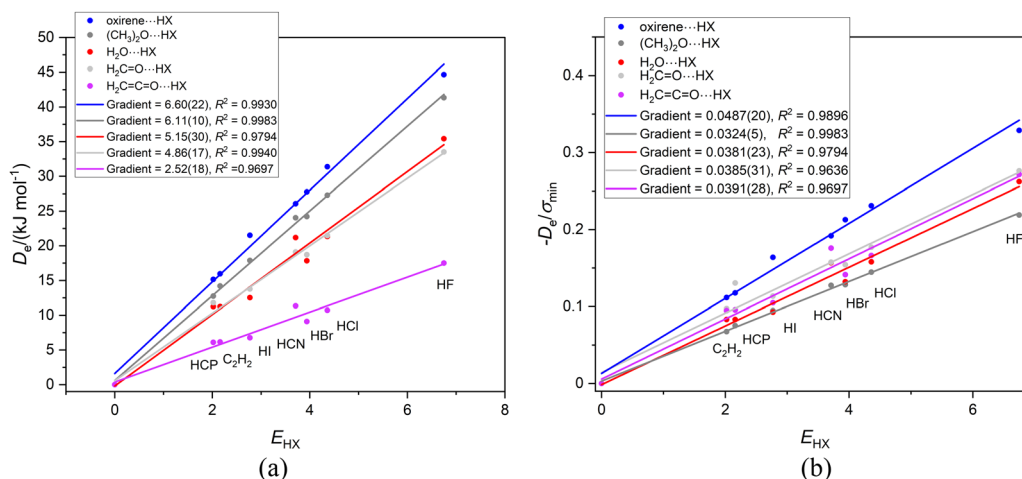 oxirene···HX
(CH₃)₂O···HX
H₂O···HX
H₂C=O···HX
H₂C=C=O···HX
Gradient = 6.60(22), R² = 0.9930
Gradient = 6.11(10), R² = 0.9983
Gradient = 5.15(30), R² = 0.9794
Gradient = 4.86(17), R² = 0.9940
Gradient = 2.52(18), R² =0.9697
50
45
40
35
30
25
20
15
10
5
0
Dₑ/(kJ mol⁻¹)
HF
HCl
HBr
HCN
HI
C₂H₂
HCP
0 2 4 6 8
E_HX
(a)
oxirene···HX
(CH₃)₂O···HX
H₂O···HX
H₂C=O···HX
H₂C=C=O···HX
Gradient = 0.0487(20), R² = 0.9896
Gradient = 0.0324(5), R² = 0.9983
Gradient = 0.0381(23), R² = 0.9794
Gradient = 0.0385(31), R² = 0.9636
Gradient = 0.0391(28), R² = 0.9697
0.4
0.3
0.2
0.1
0
-Dₑ/σ_min
HF
HCl
HBr
HCN
HI
HCP
C₂H₂
0 2 4 6
E_HX
(b)